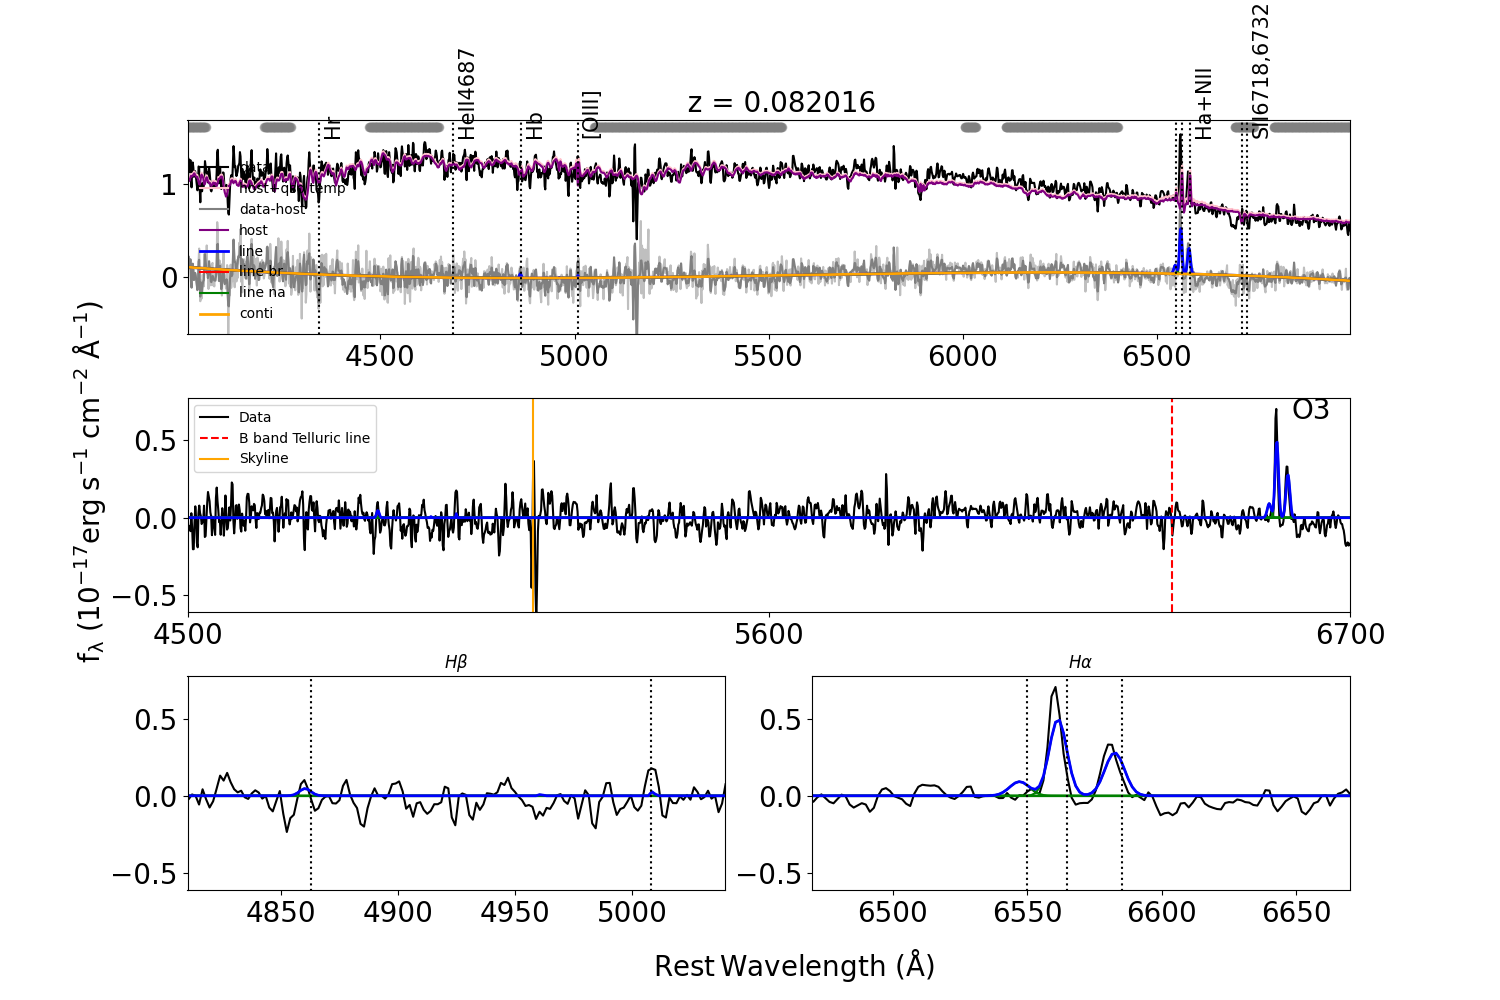 z = 0.082016
Hr
HeII4687
Hb
[OIII]
Ha+NII
SII6718,6732
data
host+qso temp
data-host
host
line
line br
line na
conti
1
0
4500 5000 5500 6000 6500
Data
B band Telluric line
Skyline
O3
0.5
0.0
−0.5
4500 5600 6700
fλ (10⁻¹⁷erg s⁻¹ cm⁻² Å⁻¹)
Hβ
0.5
0.0
−0.5
4850 4900 4950 5000
Hα
0.5
0.0
−0.5
6500 6550 6600 6650
Rest Wavelength (Å)